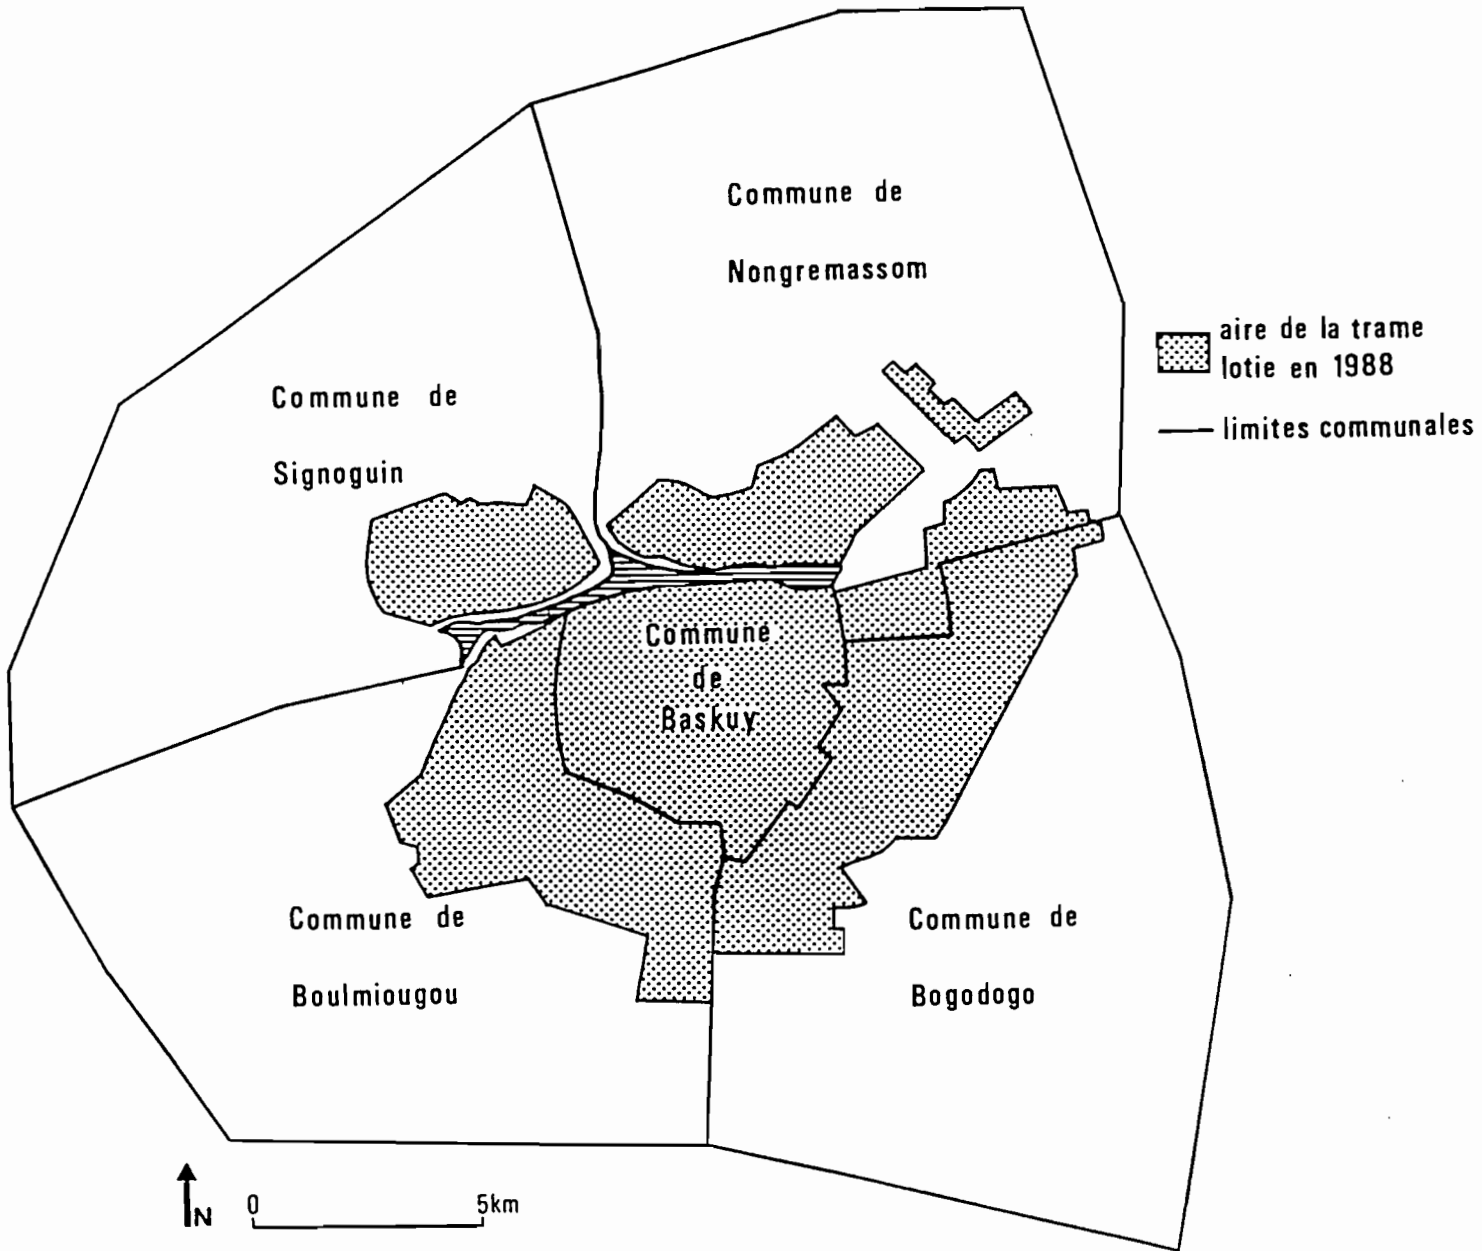 Commune de
Nongremassom
aire de la trame
lotie en 1988
limites communales
Commune de
Signoguin
Commune
de
Baskuy
Commune de
Boulmiougou
Commune de
Bogodogo
N
0 5km